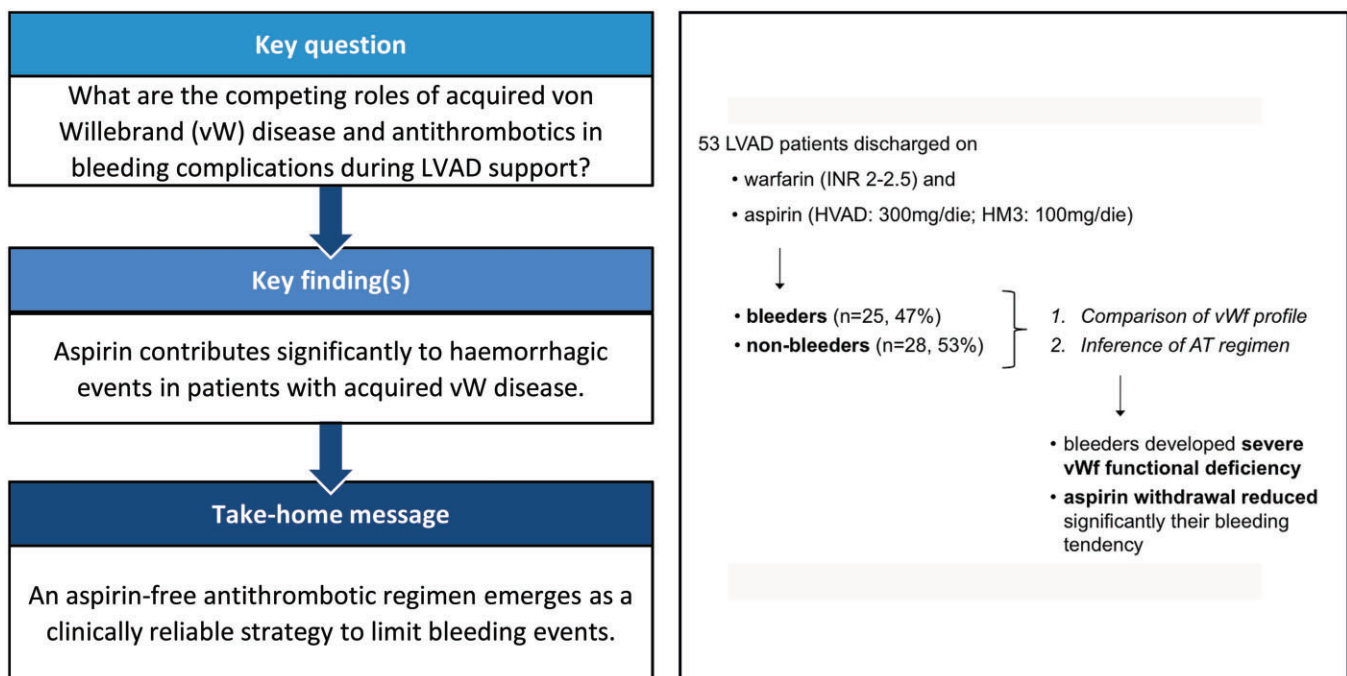 Key question
What are the competing roles of acquired von
Willebrand (vW) disease and antithrombotics in
bleeding complications during LVAD support?
Key finding(s)
Aspirin contributes significantly to haemorrhagic
events in patients with acquired vW disease.
Take-home message
An aspirin-free antithrombotic regimen emerges as a
clinically reliable strategy to limit bleeding events.
53 LVAD patients discharged on
• warfarin (INR 2-2.5) and
• aspirin (HVAD: 300mg/die; HM3: 100mg/die)
• bleeders (n=25, 47%)
• non-bleeders (n=28, 53%)
1. Comparison of vWf profile
2. Inference of AT regimen
• bleeders developed severe
vWf functional deficiency
• aspirin withdrawal reduced
significantly their bleeding
tendency